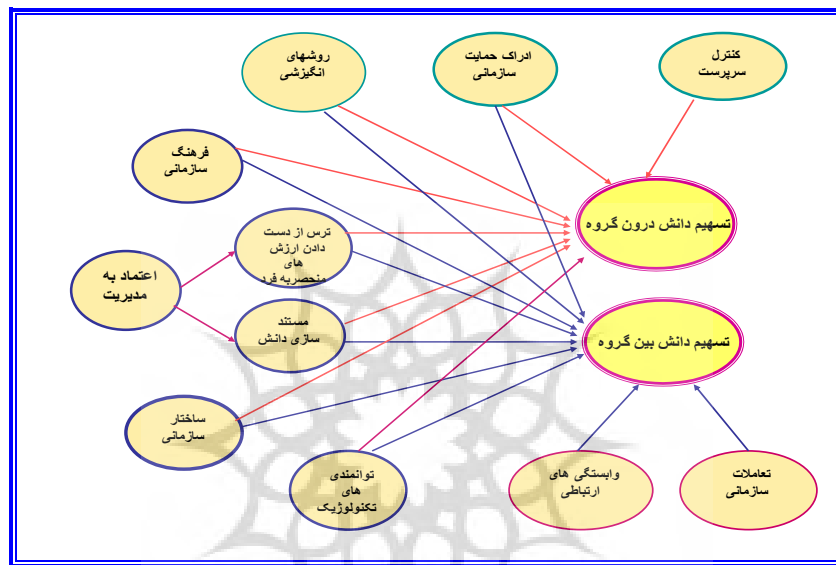 کنترل
سرپرست
ادراک حمایت
سازمانی
روشهای
انگیزشی
فرهنگ
سازمانی
تسهیم دانش درون گروه
ترس از دست
دادن ارزش
های
منحصربه فرد
اعتماد به
مدیریت
مستند
سازی دانش
تسهیم دانش بین گروه
ساختار
سازمانی
توانمندی
های
تکنولوژیک
وابستگی های
ارتباطی
تعاملات
سازمانی